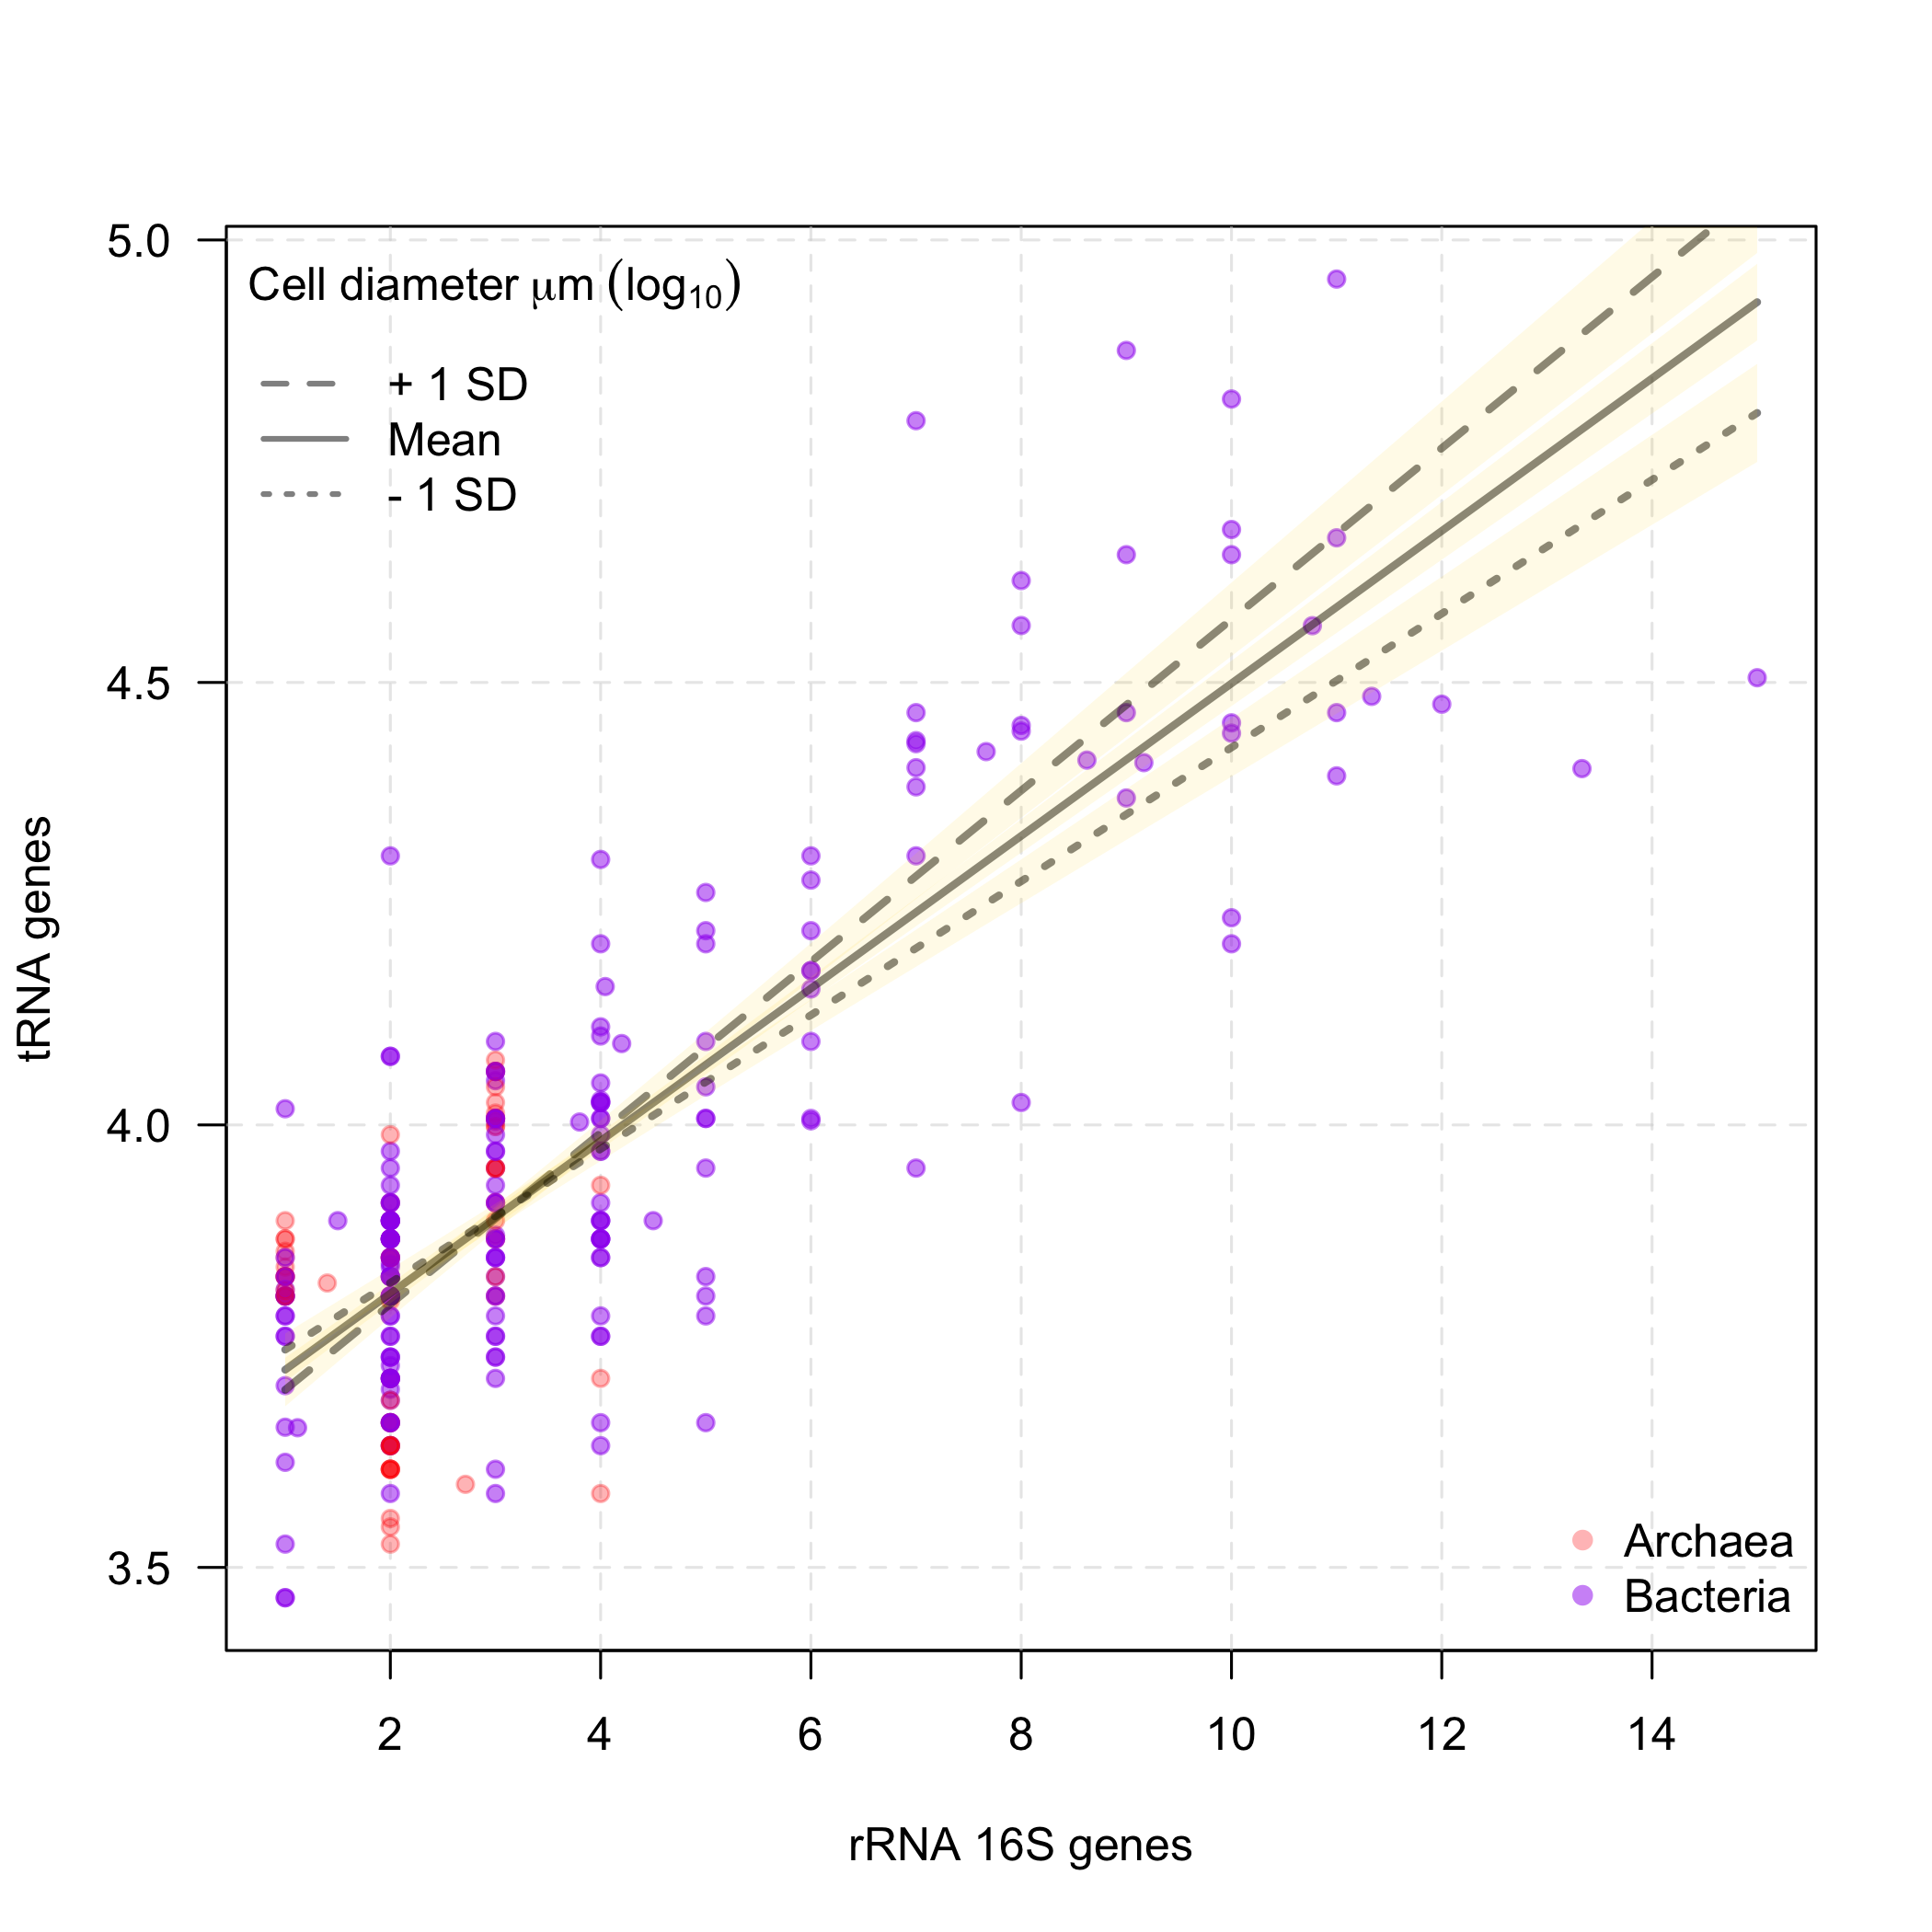 Cell diameter μm (log₁₀)
+ 1 SD
Mean
- 1 SD
5.0
4.5
4.0
3.5
tRNA genes
Archaea
Bacteria
2 4 6 8 10 12 14
rRNA 16S genes